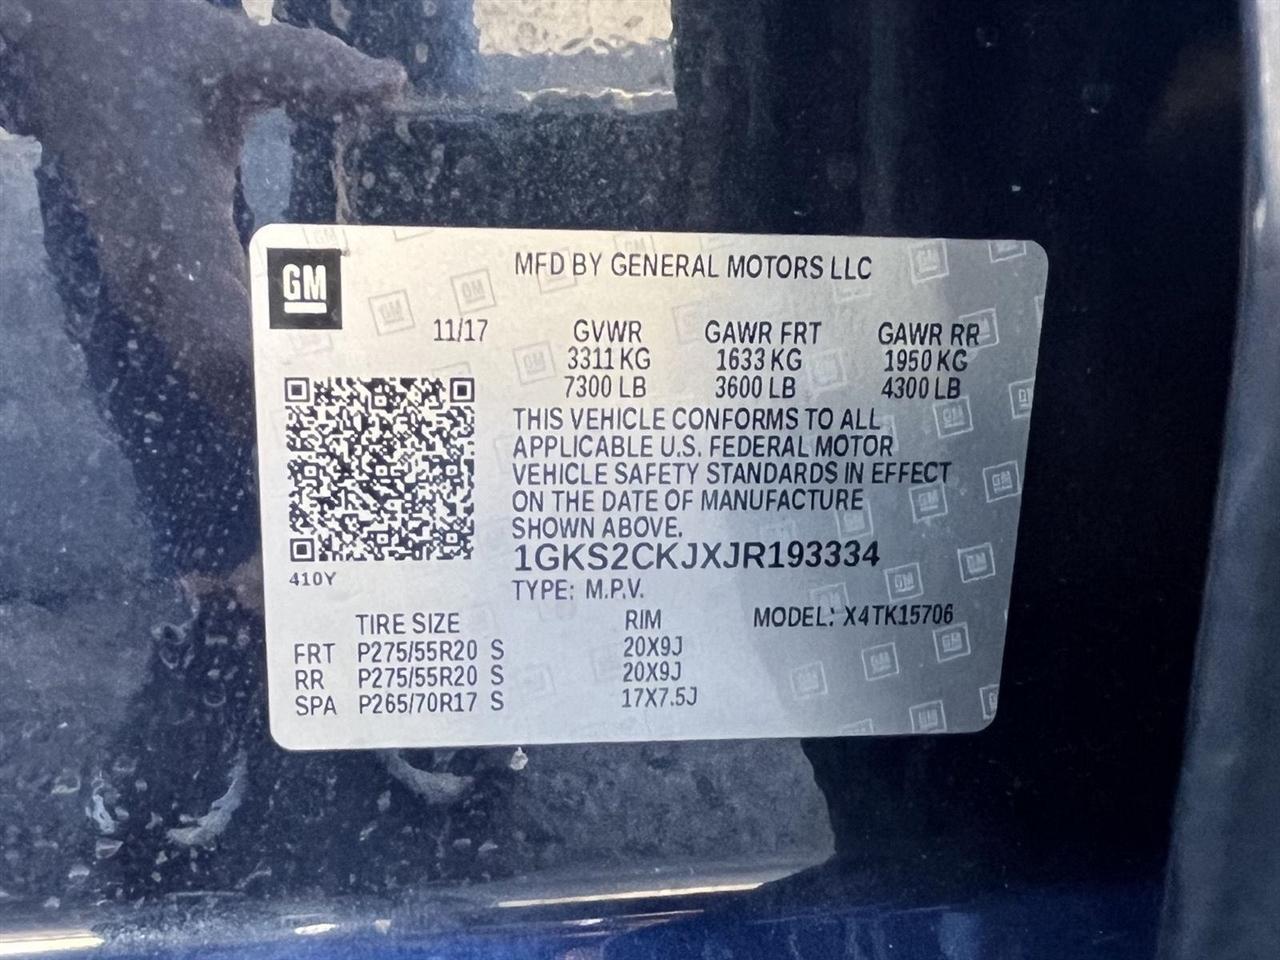 GM
MFD BY GENERAL MOTORS LLC
11/17 GVWR GAWR FRT GAWR RR
3311 KG 1633 KG 1950 KG
7300 LB 3600 LB 4300 LB
THIS VEHICLE CONFORMS TO ALL
APPLICABLE U.S. FEDERAL MOTOR
VEHICLE SAFETY STANDARDS IN EFFECT
ON THE DATE OF MANUFACTURE
SHOWN ABOVE.
1GKS2CKJXJR193334
410Y
TYPE: M.P.V.
TIRE SIZE RIM MODEL: X4TK15706
FRT P275/55R20 S 20X9J
RR P275/55R20 S 20X9J
SPA P265/70R17 S 17X7.5J